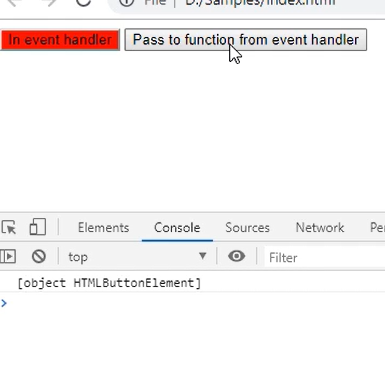 File | D:/Samples/index.html
In event handler Pass to function from event handler
Elements Console Sources Network
top Filter
[object HTMLButtonElement]
>